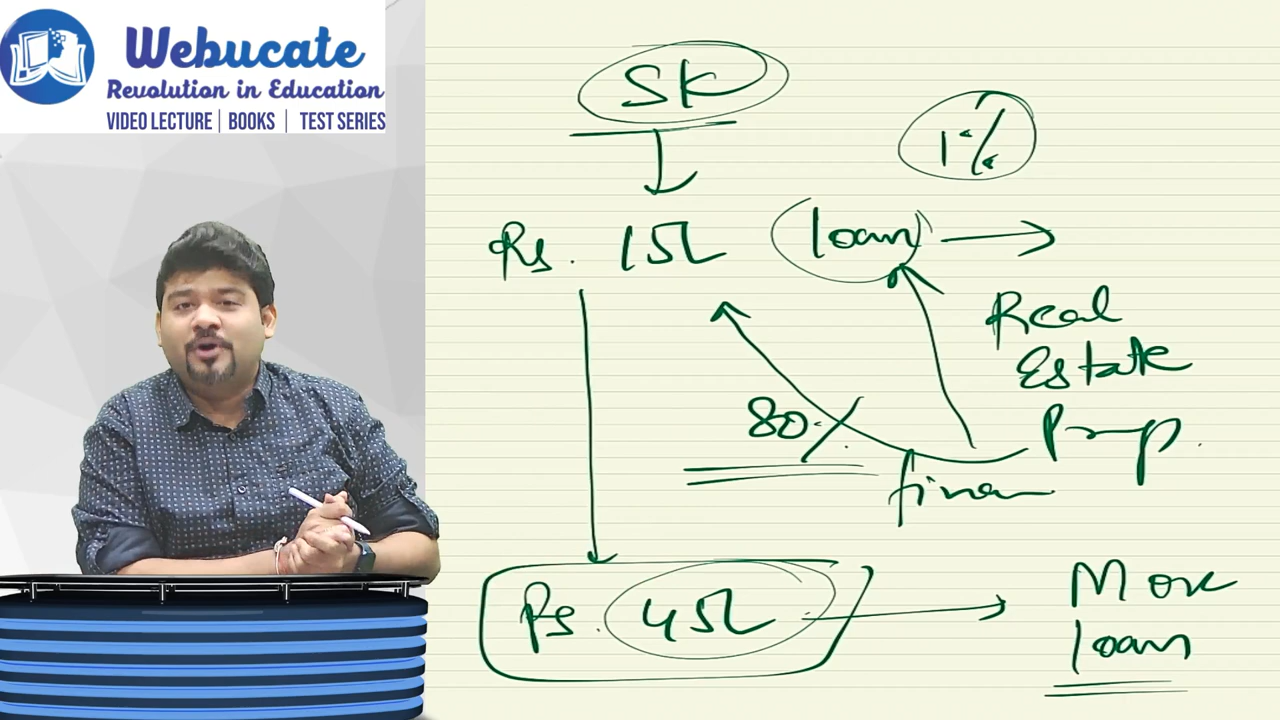 Webucate
Revolution in Education
VIDEO LECTURE | BOOKS | TEST SERIES
SK
1%
Rs. 15L loan
Real
Estate
Prop.
80%
finan
Rs. 45L
More
loan